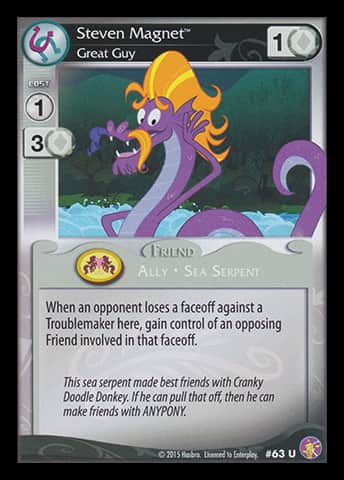 Steven Magnet™
Great Guy
1
COST
1
3
FRIEND
ALLY • SEA SERPENT
When an opponent loses a faceoff against a
Troublemaker here, gain control of an opposing
Friend involved in that faceoff.
This sea serpent made best friends with Cranky
Doodle Donkey. If he can pull that off, then he can
make friends with ANYPONY.
© 2015 Hasbro. Licensed to Enterplay. #63 U